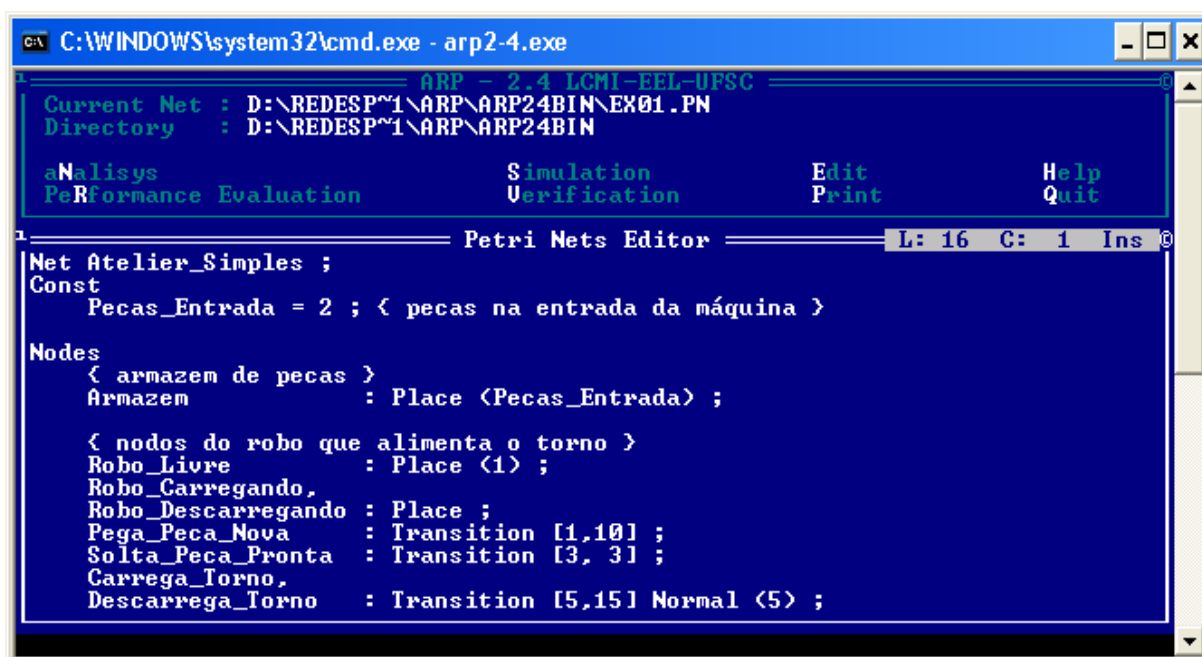 C:\WINDOWS\system32\cmd.exe - arp2-4.exe
ARP - 2.4 LCMI-EEL-UFSC
Current Net : D:\REDESP~1\ARP\ARP24BIN\EX01.PN
Directory : D:\REDESP~1\ARP\ARP24BIN
aNalisys Simulation Edit Help
PeRformance Evaluation Verification Print Quit
Petri Nets Editor L: 16 C: 1 Ins
Net Atelier_Simples ;
Const
Pecas_Entrada = 2 ; { pecas na entrada da máquina }
Nodes
{ armazem de pecas }
Armazem : Place (Pecas_Entrada) ;
{ nodos do robo que alimenta o torno }
Robo_Livre : Place (1) ;
Robo_Carregando,
Robo_Descarregando : Place ;
Pega_Peca_Nova : Transition [1,10] ;
Solta_Peca_Pronta : Transition [3, 3] ;
Carrega_Torno,
Descarrega_Torno : Transition [5,15] Normal (5) ;